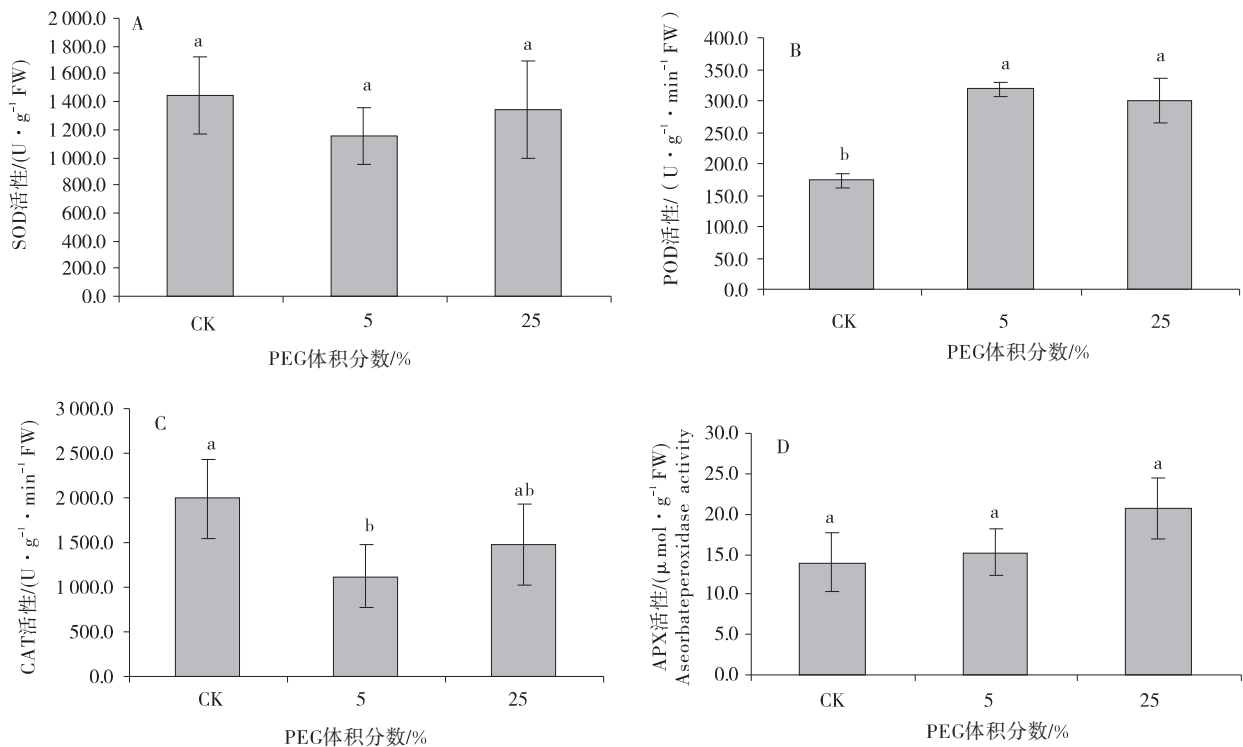 A
2 000.0
1 800.0
1 600.0
1 400.0
1 200.0
1 000.0
800.0
600.0
400.0
200.0
0.0
SOD活性/(U·g⁻¹ FW)
a
a
a
CK
5
25
PEG体积分数/%
B
400.0
350.0
300.0
250.0
200.0
150.0
100.0
50.0
0.0
POD活性/（U·g⁻¹·min⁻¹ FW）
b
a
a
CK
5
25
PEG体积分数/%
C
3 000.0
2 500.0
2 000.0
1 500.0
1 000.0
500.0
0.0
CAT活性/(U·g⁻¹·min⁻¹ FW)
a
b
ab
CK
5
25
PEG体积分数/%
D
30.0
25.0
20.0
15.0
10.0
5.0
0.0
APX活性/(μmol·g⁻¹ FW)
Aseorbateperoxidase activity
a
a
a
CK
5
25
PEG体积分数/%